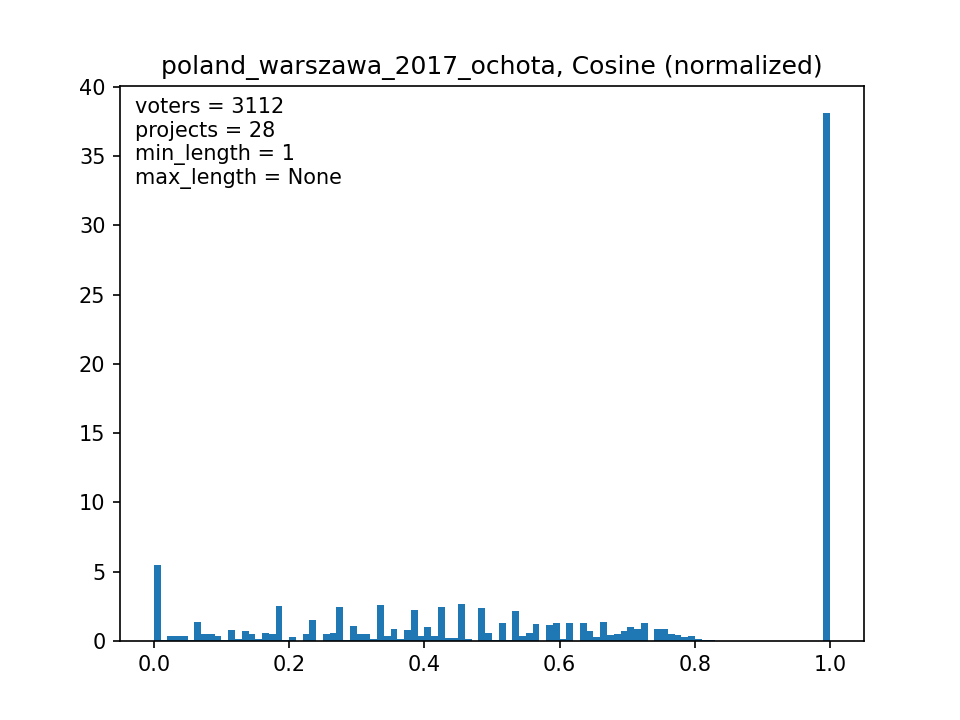 poland_warszawa_2017_ochota, Cosine (normalized)
40
35
30
25
20
15
10
5
0
voters = 3112
projects = 28
min_length = 1
max_length = None
0.0 0.2 0.4 0.6 0.8 1.0